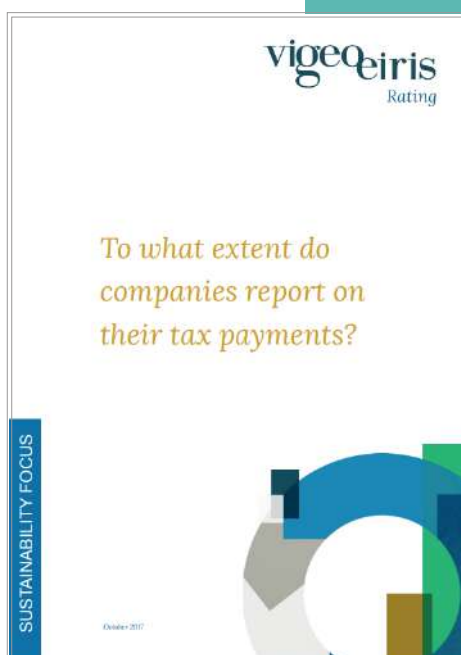 vigeoeiris
Rating
To what extent do
companies report on
their tax payments?
SUSTAINABILITY FOCUS
October 2017